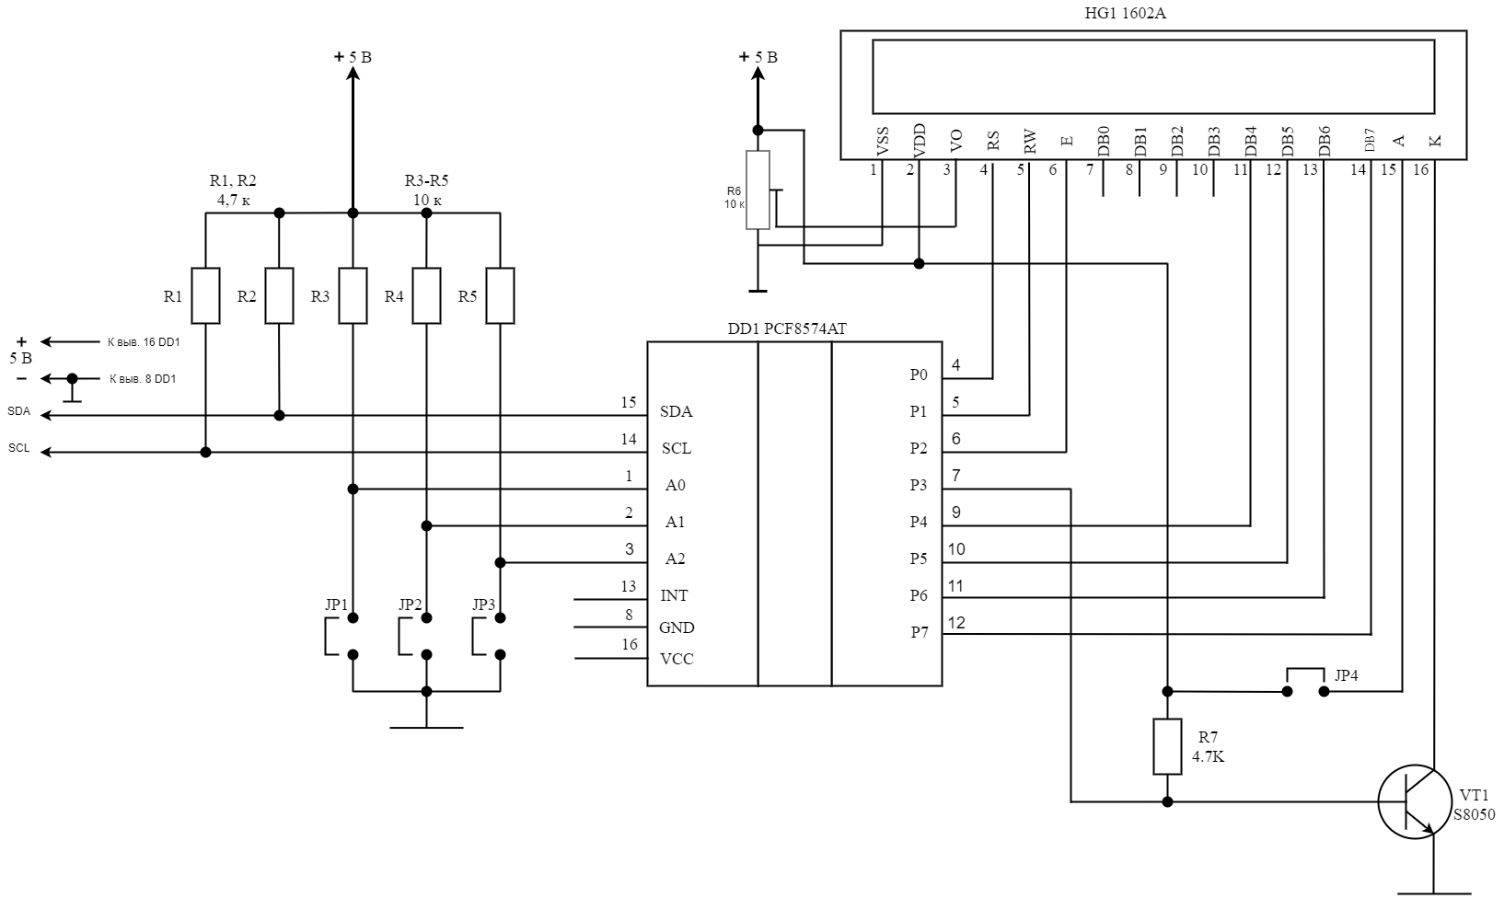 HG1 1602A
+ 5 В
+ 5 В
VSS
VDD
VO
RS
RW
E
DB0
DB1
DB2
DB3
DB4
DB5
DB6
DB7
A
K
1
2
3
4
5
6
7
8
9
10
11
12
13
14
15
16
R1, R2
4,7 к
R3-R5
10 к
R6
10 к
R1
R2
R3
R4
R5
+
К выв. 16 DD1
5 В
–
К выв. 8 DD1
SDA
SCL
DD1 PCF8574AT
15
SDA
14
SCL
1
A0
2
A1
3
A2
13
INT
8
GND
16
VCC
P0
4
P1
5
P2
6
P3
7
P4
9
P5
10
P6
11
P7
12
JP1
JP2
JP3
JP4
R7
4.7K
VT1
S8050